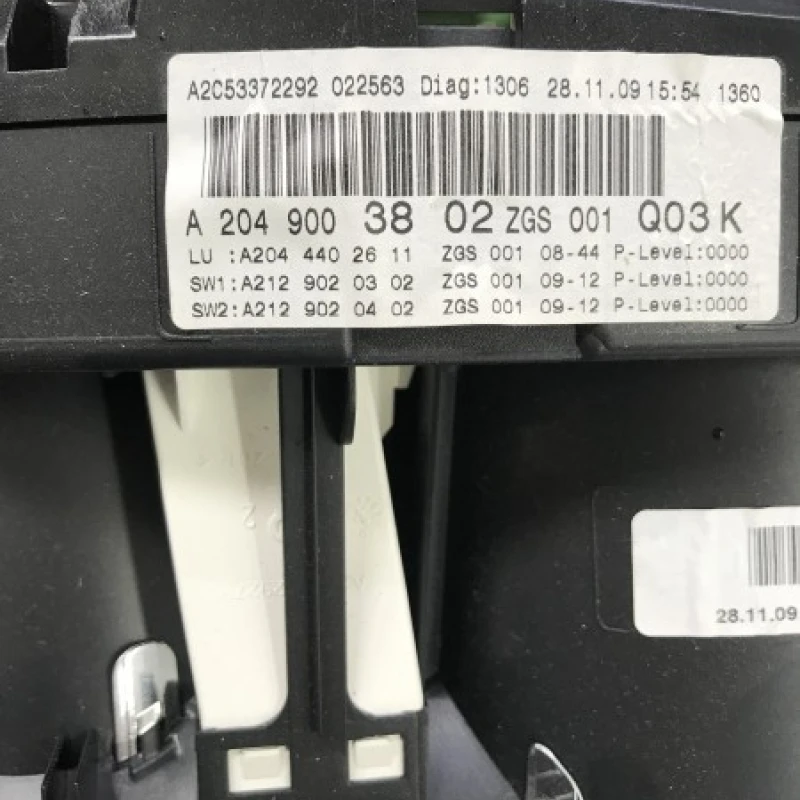 A2C53372292 022563 Diag:1306 28.11.09 15:54 1360
A 204 900 38 02 ZGS 001 Q03 K
LU :A204 440 26 11 ZGS 001 08-44 P-Level:0000
SW1:A212 902 03 02 ZGS 001 09-12 P-Level:0000
SW2:A212 902 04 02 ZGS 001 09-12 P-Level:0000
28.11.09